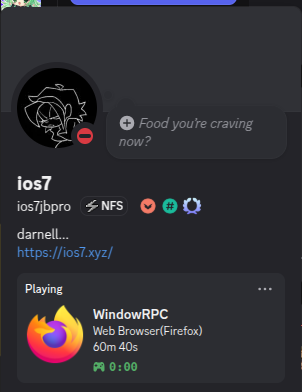 Food you're craving
now?
ios7
ios7jbpro NFS
darnell...
https://ios7.xyz/
Playing
WindowRPC
Web Browser(Firefox)
60m 40s
0:00